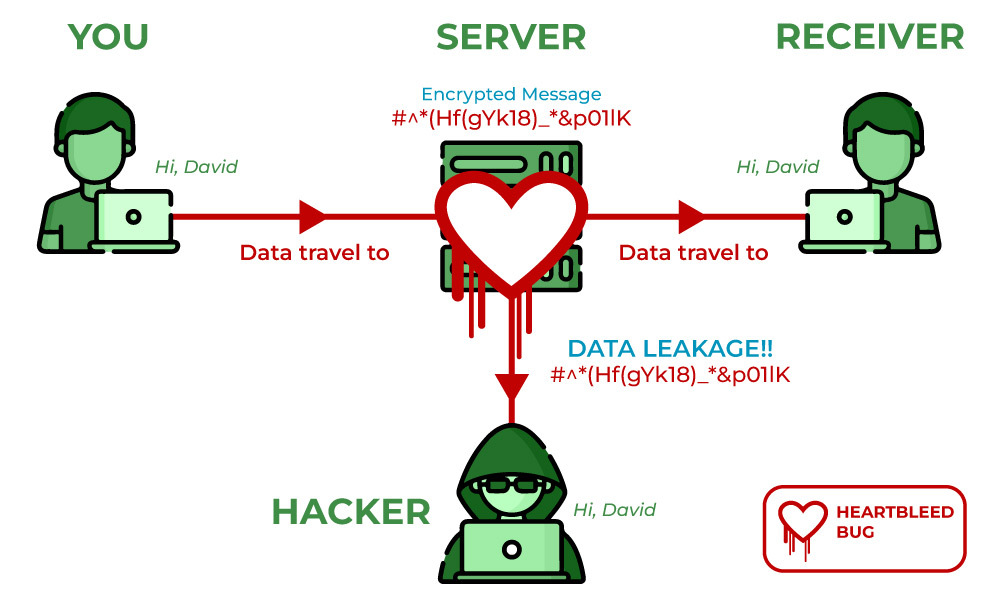 YOU
SERVER
RECEIVER
Encrypted Message
#^*(Hf(gYk18)_*&p01lK
Hi, David
Hi, David
Data travel to
Data travel to
DATA LEAKAGE!!
#^*(Hf(gYk18)_*&p01lK
HACKER
Hi, David
HEARTBLEED
BUG